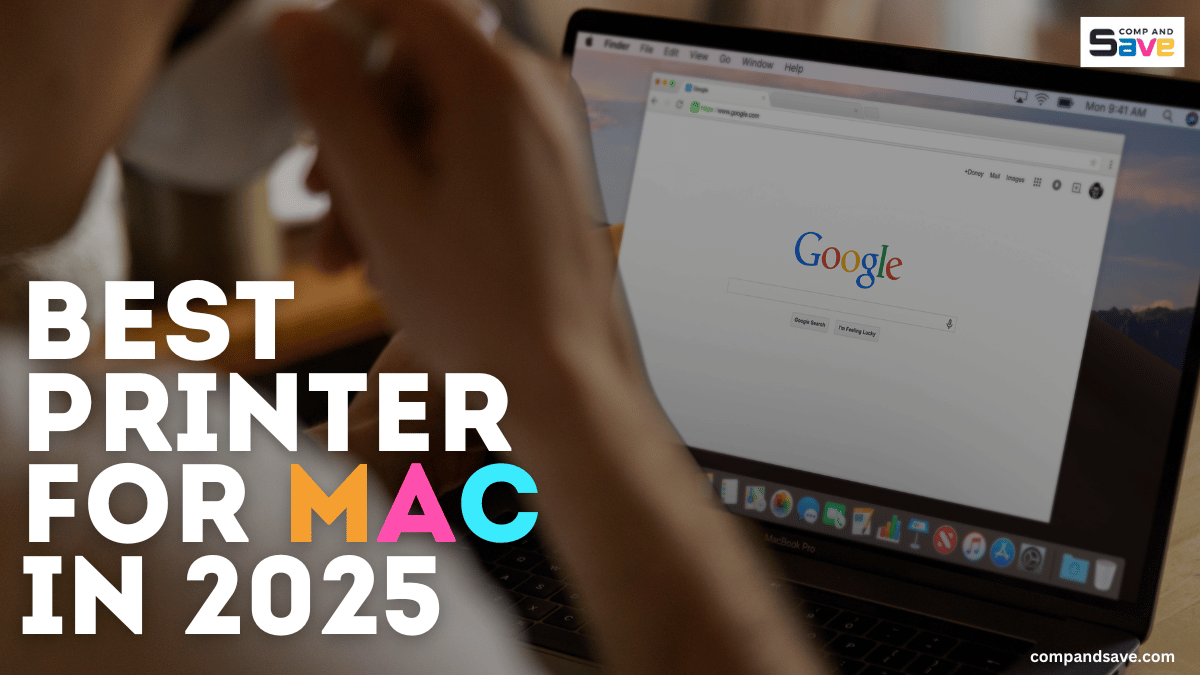 COMP AND
Save
Finder File Edit View Go Window Help
Mon 9:41 AM
Google
https://www.google.com
+Doney Mail Images
Google
Google Search I'm Feeling Lucky
BEST
PRINTER
FOR MAC
IN 2025
MacBook Pro
compandsave.com